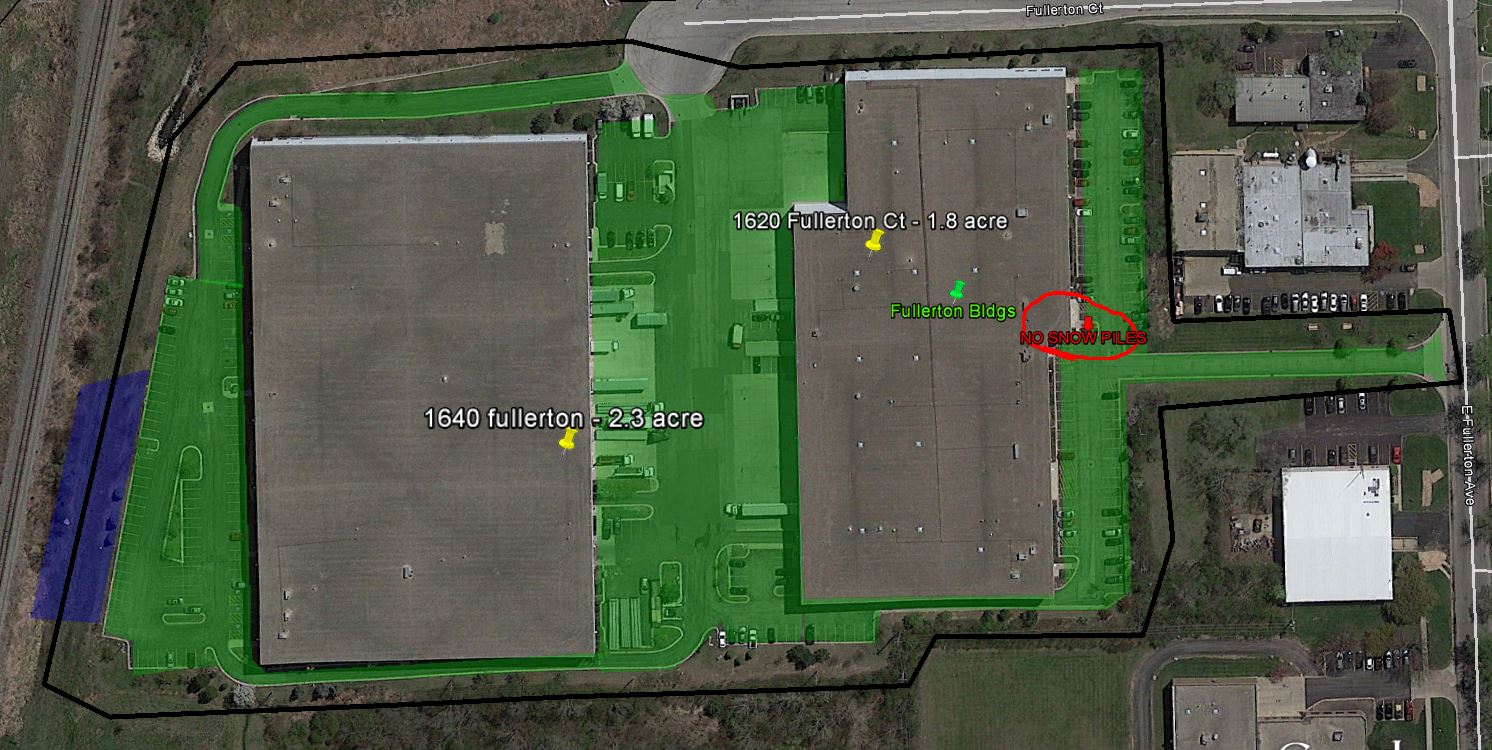 Fullerton Ct
1620 Fullerton Ct - 1.8 acre
Fullerton Bldgs
NO SNOW PILES
1640 fullerton - 2.3 acre
E Fullerton Ave